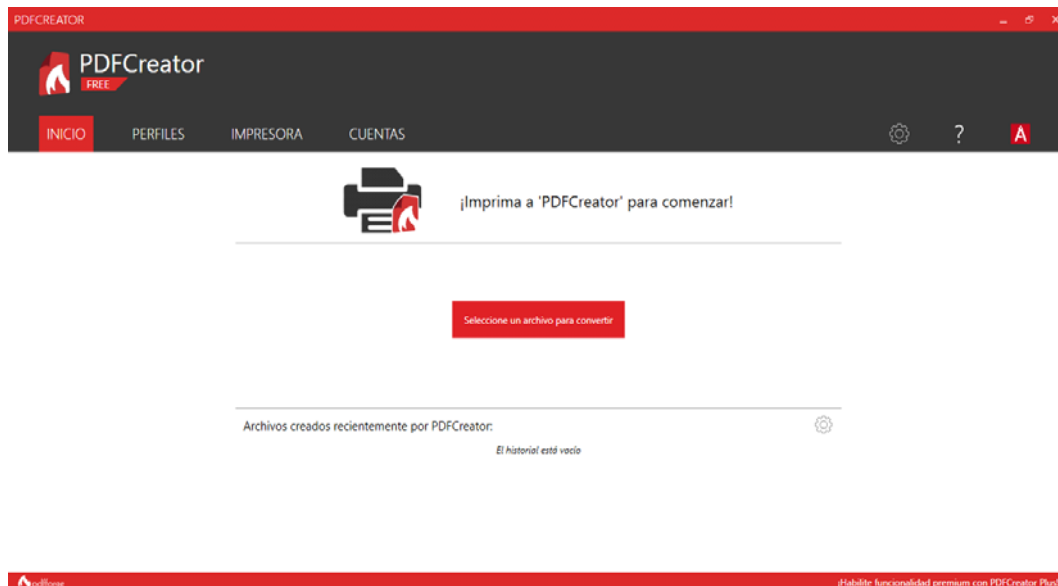 PDFCREATOR
PDFCreator
FREE
INICIO PERFILES IMPRESORA CUENTAS ? A
¡Imprima a 'PDFCreator' para comenzar!
Seleccione un archivo para convertir
Archivos creados recientemente por PDFCreator:
El historial está vacío
pdfforge ¡Habilite funcionalidad premium con PDFCreator Plus!